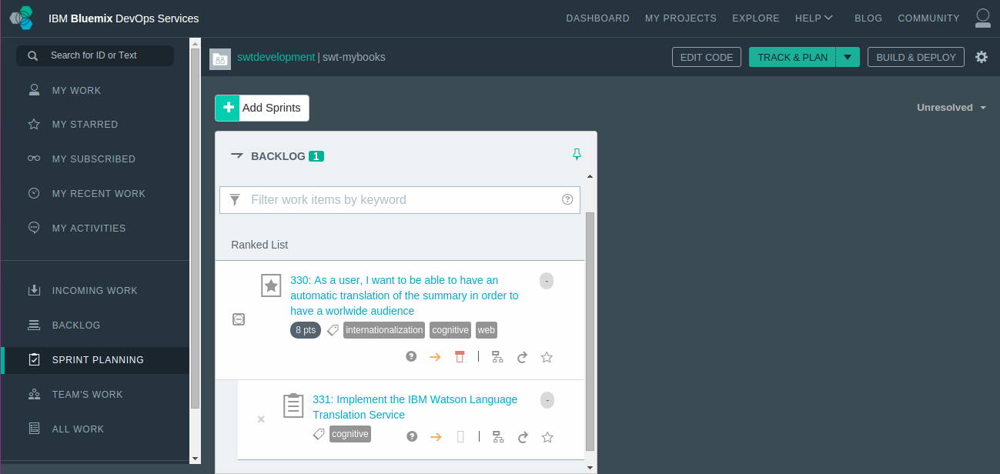 IBM Bluemix DevOps Services
DASHBOARD MY PROJECTS EXPLORE HELP BLOG COMMUNITY
Search for ID or Text
MY WORK
MY STARRED
MY SUBSCRIBED
MY RECENT WORK
MY ACTIVITIES
INCOMING WORK
BACKLOG
SPRINT PLANNING
TEAM'S WORK
ALL WORK
swtdevelopment | swt-mybooks
EDIT CODE TRACK & PLAN BUILD & DEPLOY
Add Sprints
Unresolved
BACKLOG 1
Filter work items by keyword ?
Ranked List
330: As a user, I want to be able to have an
automatic translation of the summary in order to
have a worlwide audience
-
8 pts internationalization cognitive web
?
331: Implement the IBM Watson Language
Translation Service
-
cognitive
?